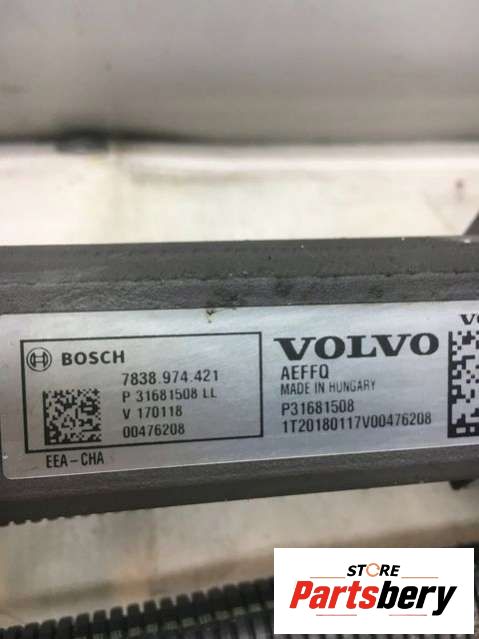 BOSCH
7838.974.421
P 31681508 LL
V 170118
00476208
EEA-CHA
VOLVO
AEFFQ
MADE IN HUNGARY
P31681508
1T20180117V00476208
VO
STORE
Partsbery